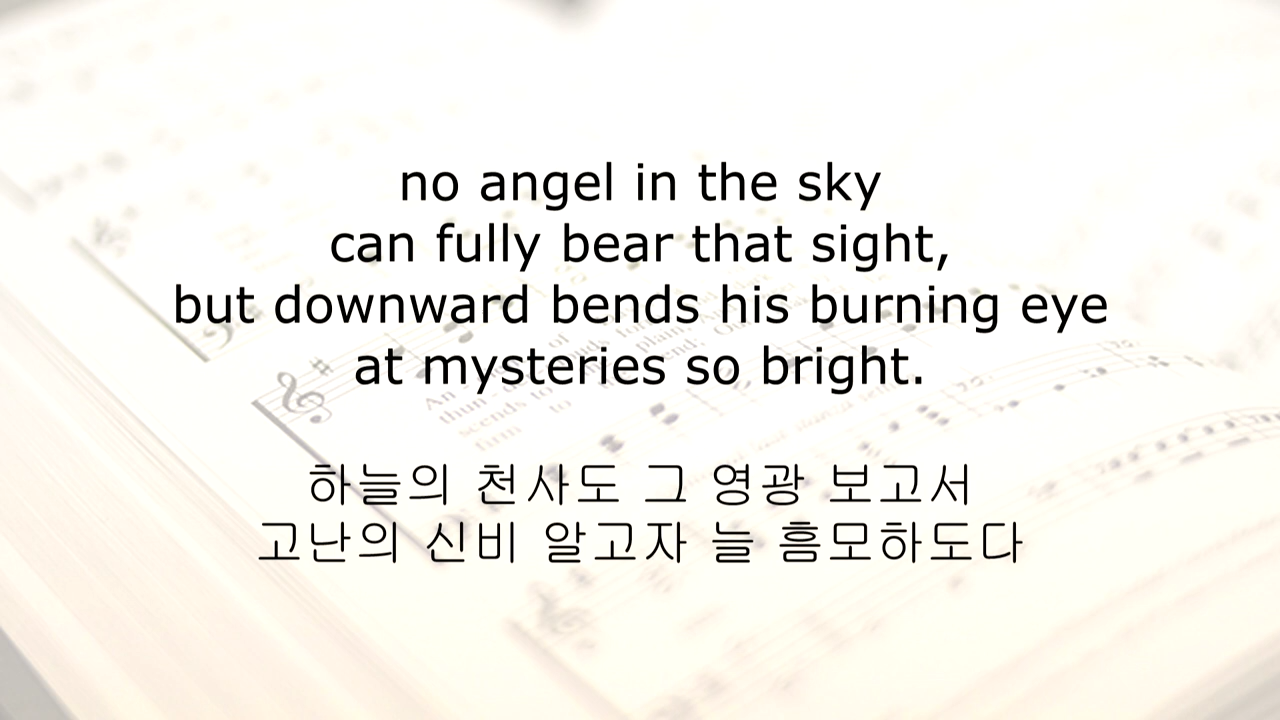 no angel in the sky
can fully bear that sight,
but downward bends his burning eye
at mysteries so bright.
하늘의 천사도 그 영광 보고서
고난의 신비 알고자 늘 흠모하도다